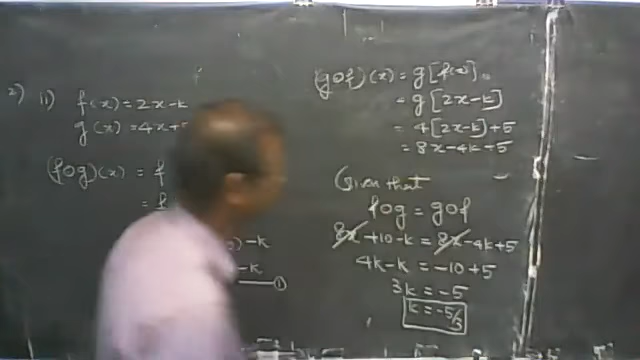 2) ii) f(x) = 2x-k
g(x) = 4x+5
(fog)(x) = f
= f
) -k
-k
①
(gof)(x) = g[f(x)]
= g[2x-k]
= 4[2x-k]+5
= 8x-4k+5
Given that
fog = gof
8x+10-k = 8x-4k+5
4k-k = -10+5
3k = -5
k = -5/3